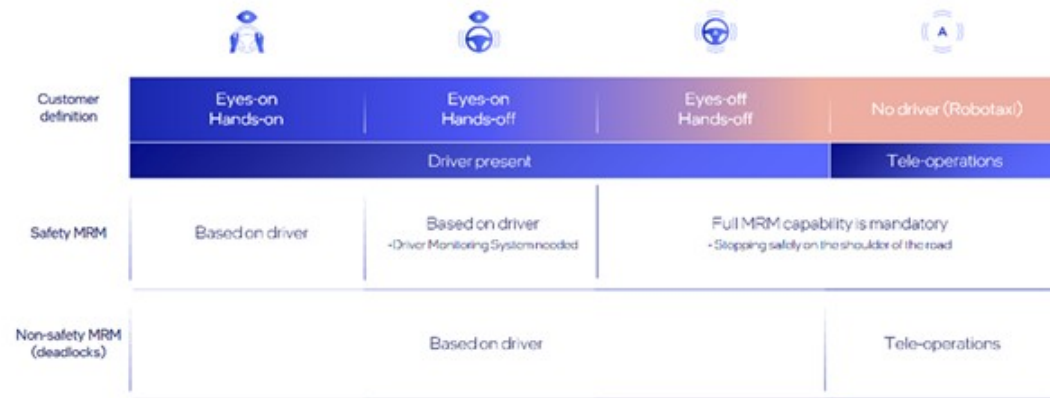 A
Customer
definition
Eyes-on
Hands-on
Eyes-on
Hands-off
Eyes-off
Hands-off
No driver (Robotaxi)
Driver present
Tele-operations
Safety MRM
Based on driver
Based on driver
-Driver Monitoring System needed
Full MRM capability is mandatory
- Stopping safely on the shoulder of the road
Non-safety MRM
(deadlocks)
Based on driver
Tele-operations